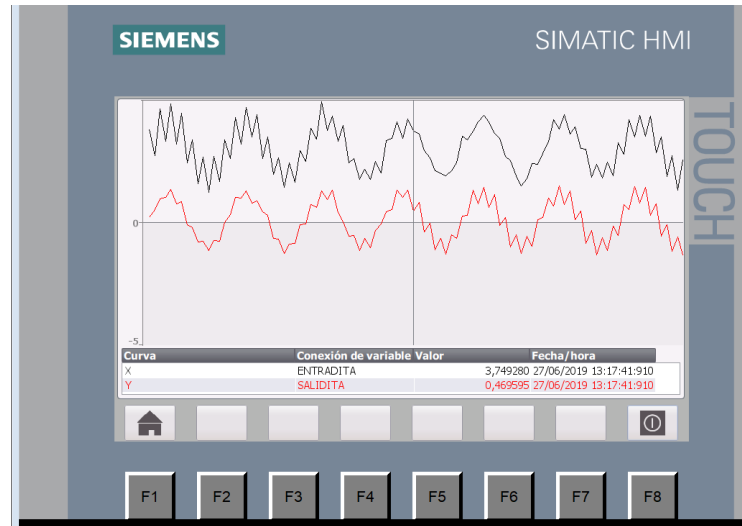 SIEMENS
SIMATIC HMI
TOUCH
0
-5
Curva Conexión de variable Valor Fecha/hora
X ENTRADITA 3,749280 27/06/2019 13:17:41:910
Y SALIDITA 0,469595 27/06/2019 13:17:41:910
F1 F2 F3 F4 F5 F6 F7 F8